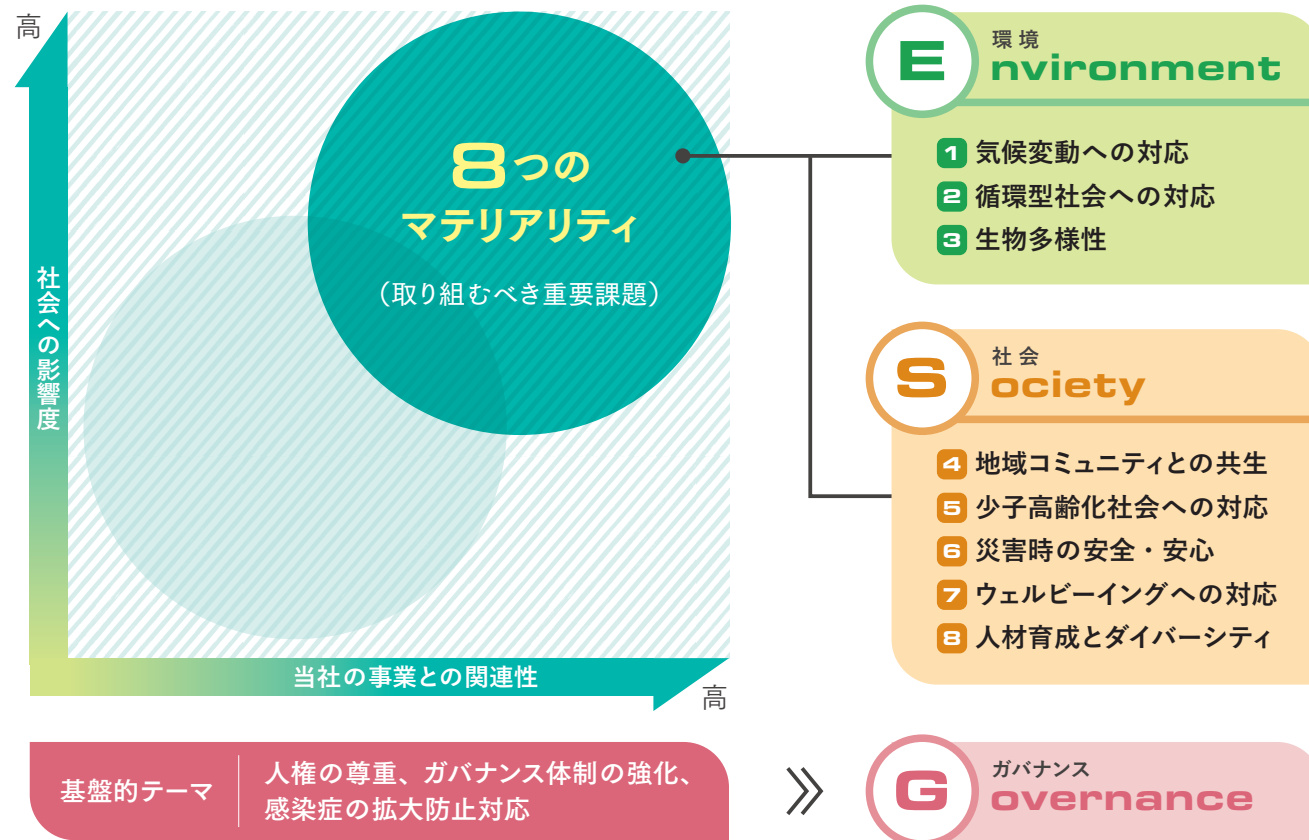 高
社会への影響度
8つの
マテリアリティ
（取り組むべき重要課題）
当社の事業との関連性
高
環境
Environment
1 気候変動への対応
2 循環型社会への対応
3 生物多様性
社会
Society
4 地域コミュニティとの共生
5 少子高齢化社会への対応
6 災害時の安全・安心
7 ウェルビーイングへの対応
8 人材育成とダイバーシティ
基盤的テーマ
人権の尊重、ガバナンス体制の強化、
感染症の拡大防止対応
ガバナンス
Governance